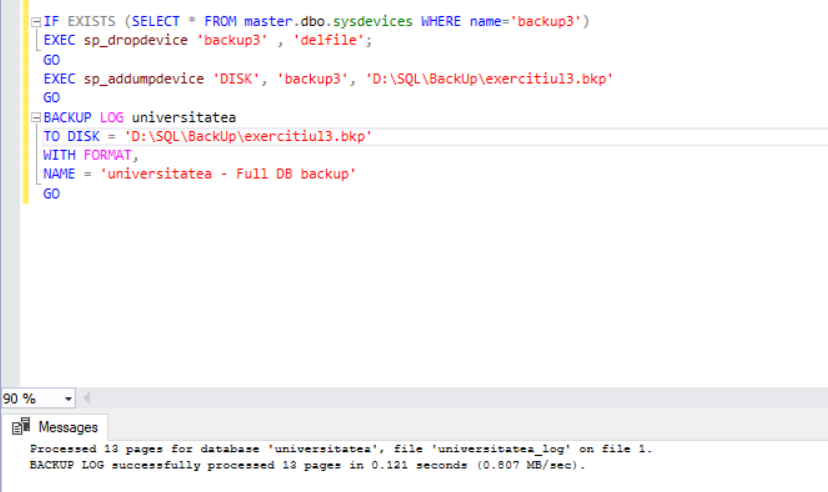 IF EXISTS (SELECT * FROM master.dbo.sysdevices WHERE name='backup3')
EXEC sp_dropdevice 'backup3' , 'delfile';
GO
EXEC sp_addumpdevice 'DISK', 'backup3', 'D:\SQL\BackUp\exercitiul3.bkp'
GO
BACKUP LOG universitatea
TO DISK = 'D:\SQL\BackUp\exercitiul3.bkp'
WITH FORMAT,
NAME = 'universitatea - Full DB backup'
GO
90 %
Messages
Processed 13 pages for database 'universitatea', file 'universitatea_log' on file 1.
BACKUP LOG successfully processed 13 pages in 0.121 seconds (0.807 MB/sec).